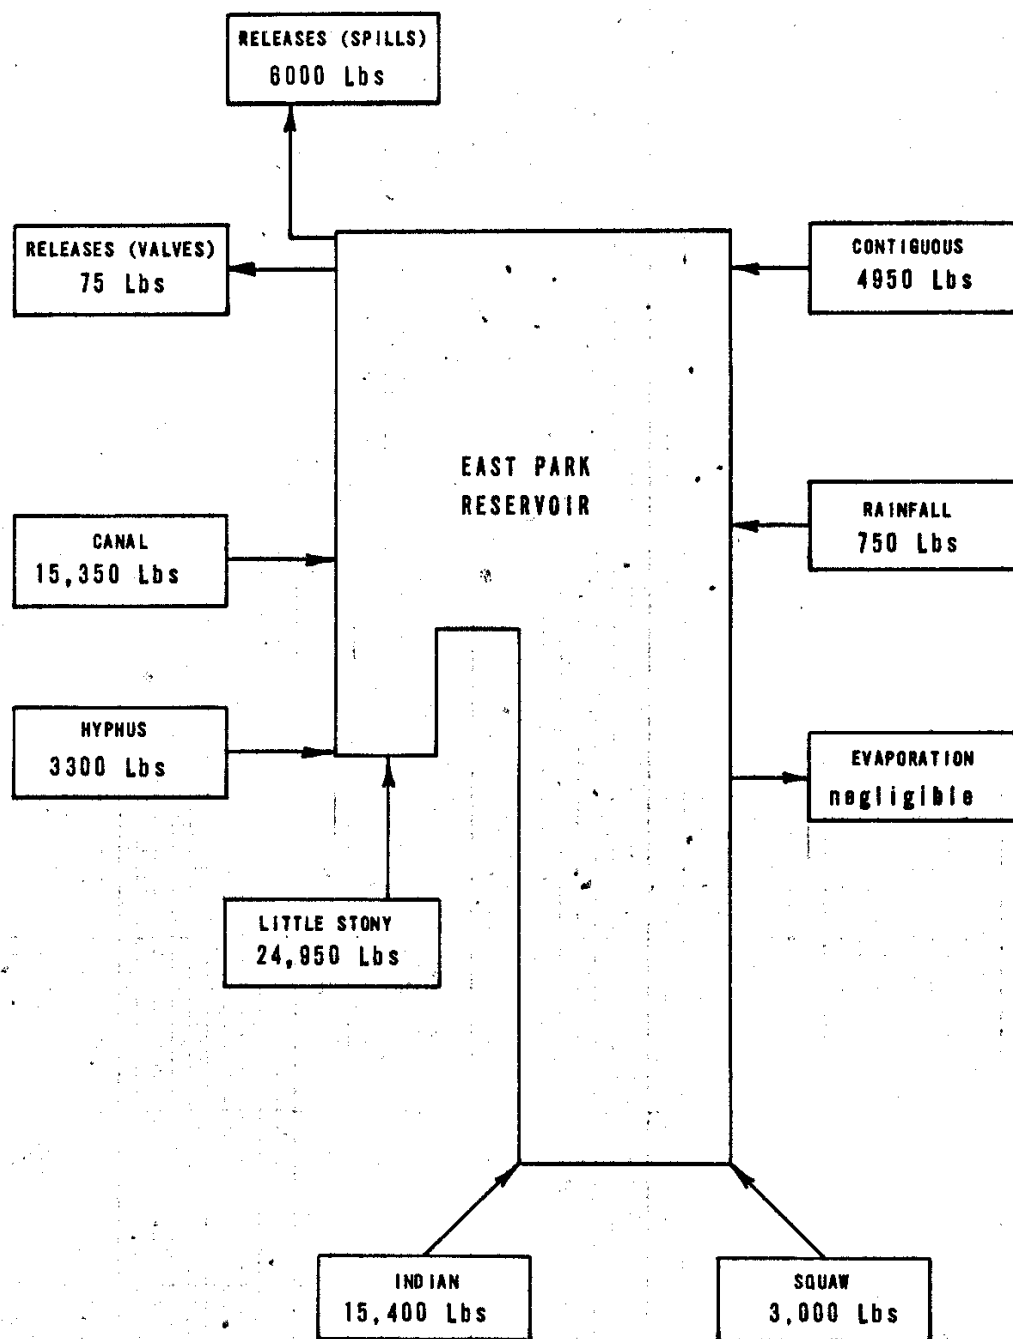 RELEASES (SPILLS)
6000 Lbs
RELEASES (VALVES)
75 Lbs
CONTIGUOUS
4950 Lbs
EAST PARK
RESERVOIR
RAINFALL
750 Lbs
CANAL
15,350 Lbs
HYPHUS
3300 Lbs
EVAPORATION
negligible
LITTLE STONY
24,950 Lbs
INDIAN
15,400 Lbs
SQUAW
3,000 Lbs